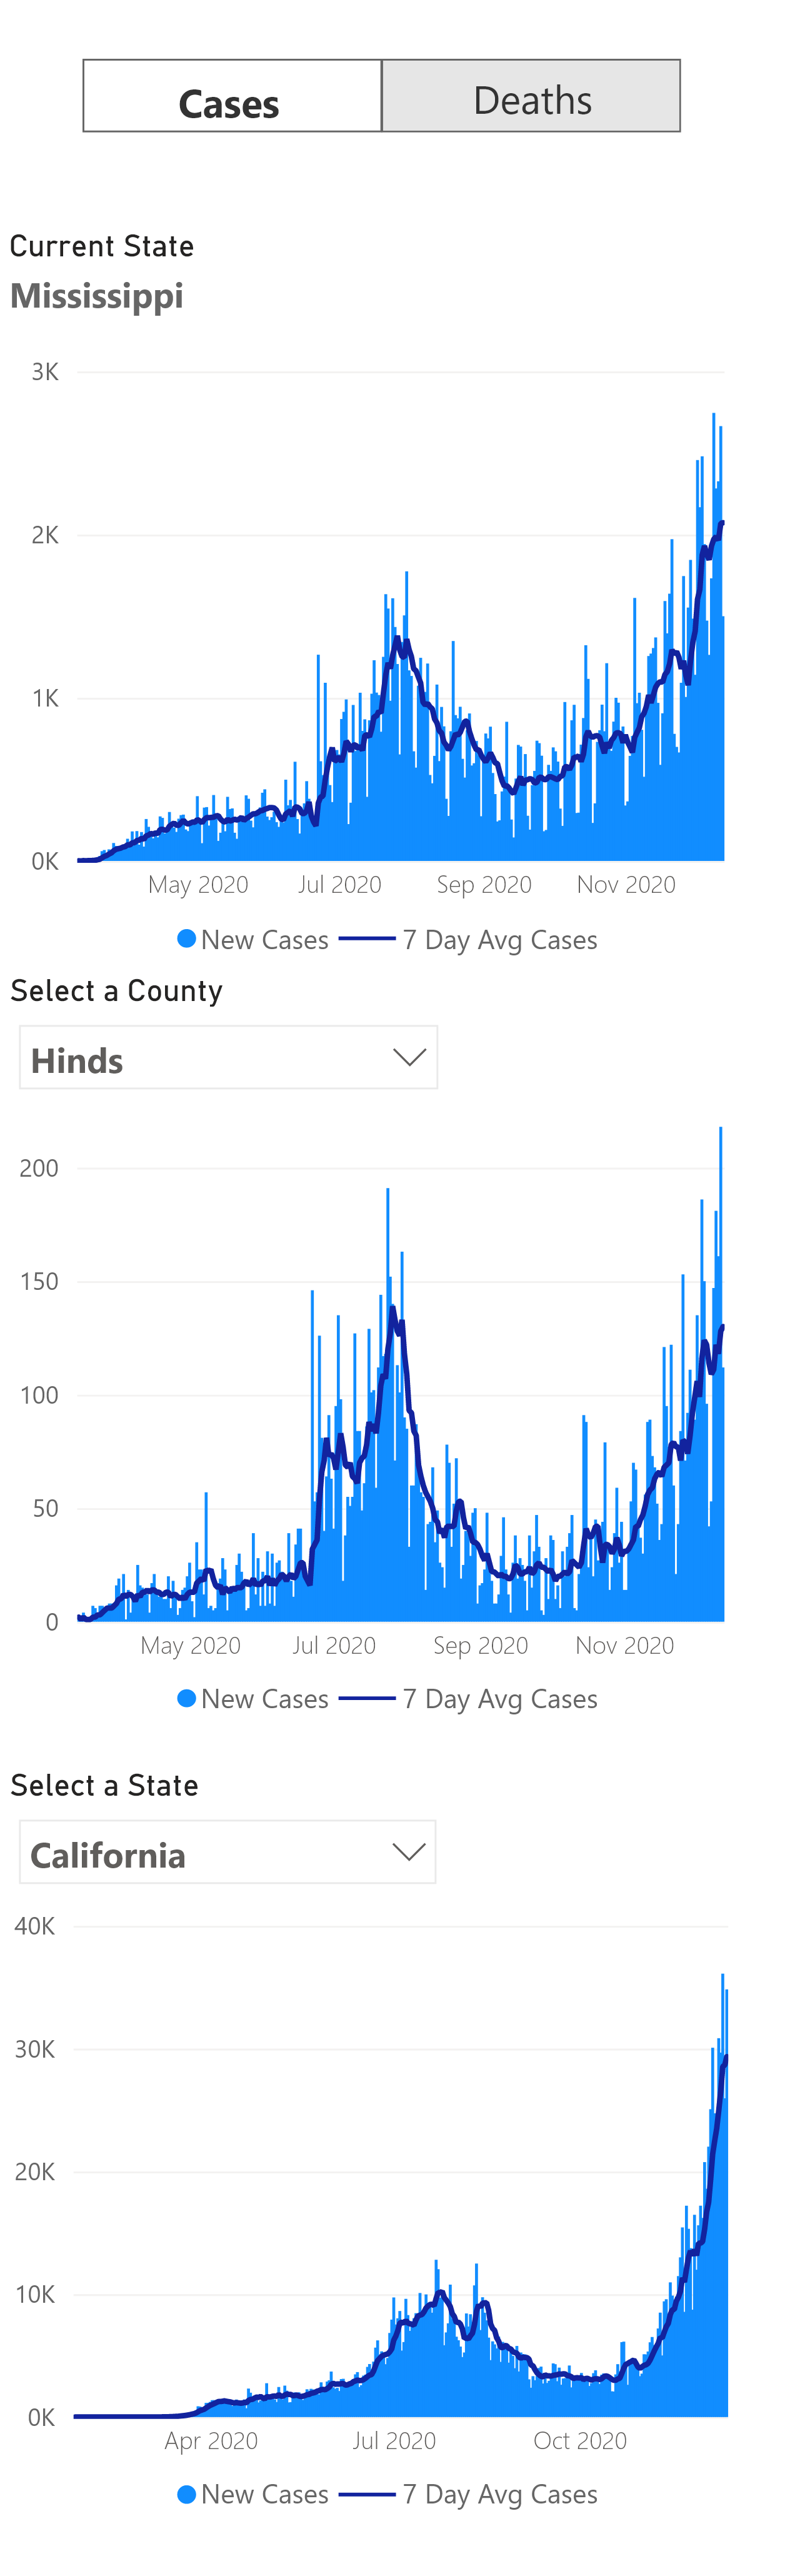 Cases Deaths
Current State
Mississippi
3K
2K
1K
0K
May 2020 Jul 2020 Sep 2020 Nov 2020
New Cases 7 Day Avg Cases
Select a County
Hinds
200
150
100
50
0
May 2020 Jul 2020 Sep 2020 Nov 2020
New Cases 7 Day Avg Cases
Select a State
California
40K
30K
20K
10K
0K
Apr 2020 Jul 2020 Oct 2020
New Cases 7 Day Avg Cases